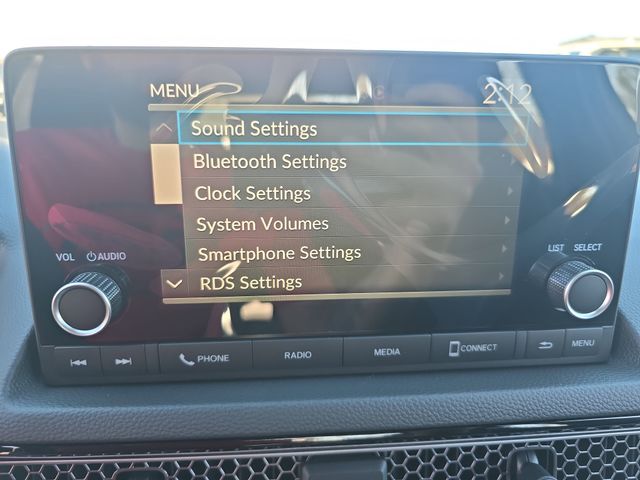 MENU 2:12
Sound Settings
Bluetooth Settings
Clock Settings
System Volumes
Smartphone Settings
RDS Settings
VOL AUDIO
LIST SELECT
PHONE RADIO MEDIA CONNECT MENU